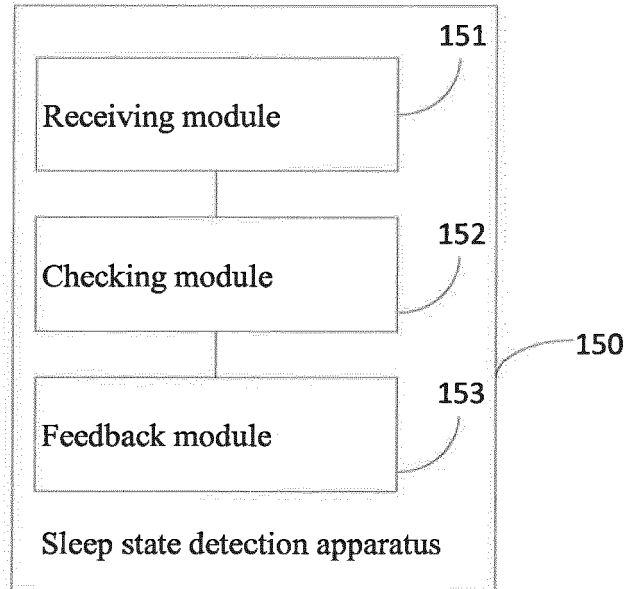 151
Receiving module
152
Checking module
150
153
Feedback module
Sleep state detection apparatus